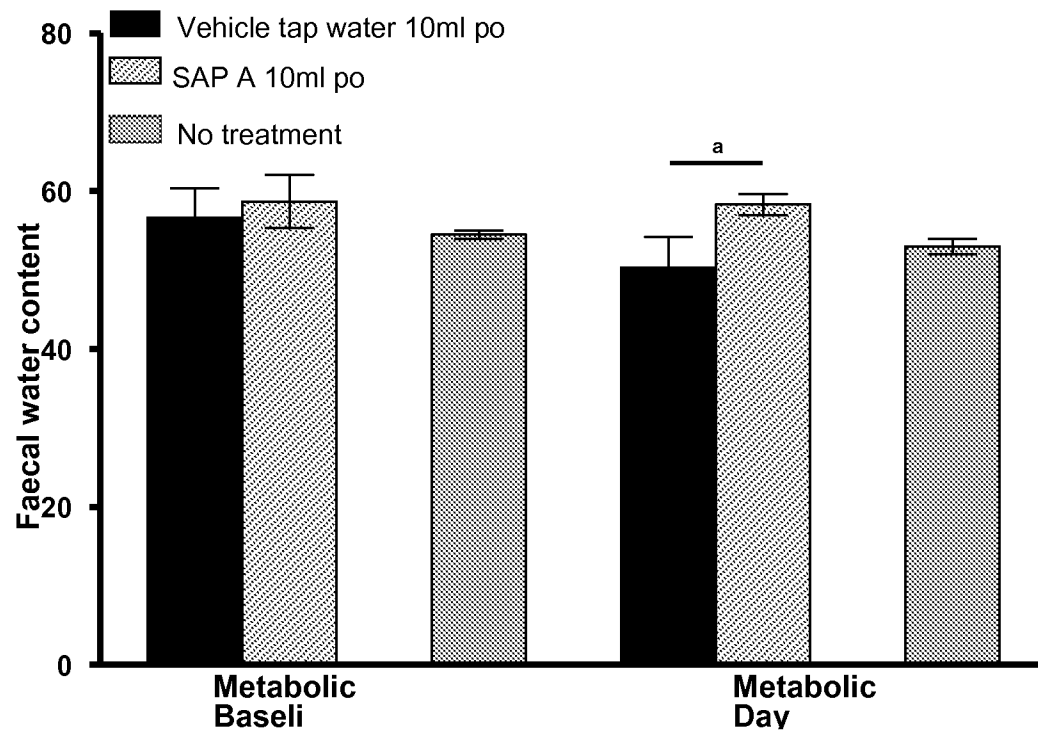 Vehicle tap water 10ml po
SAP A 10ml po
No treatment
a
Faecal water content
80
60
40
20
0
Metabolic
Baseli
Metabolic
Day